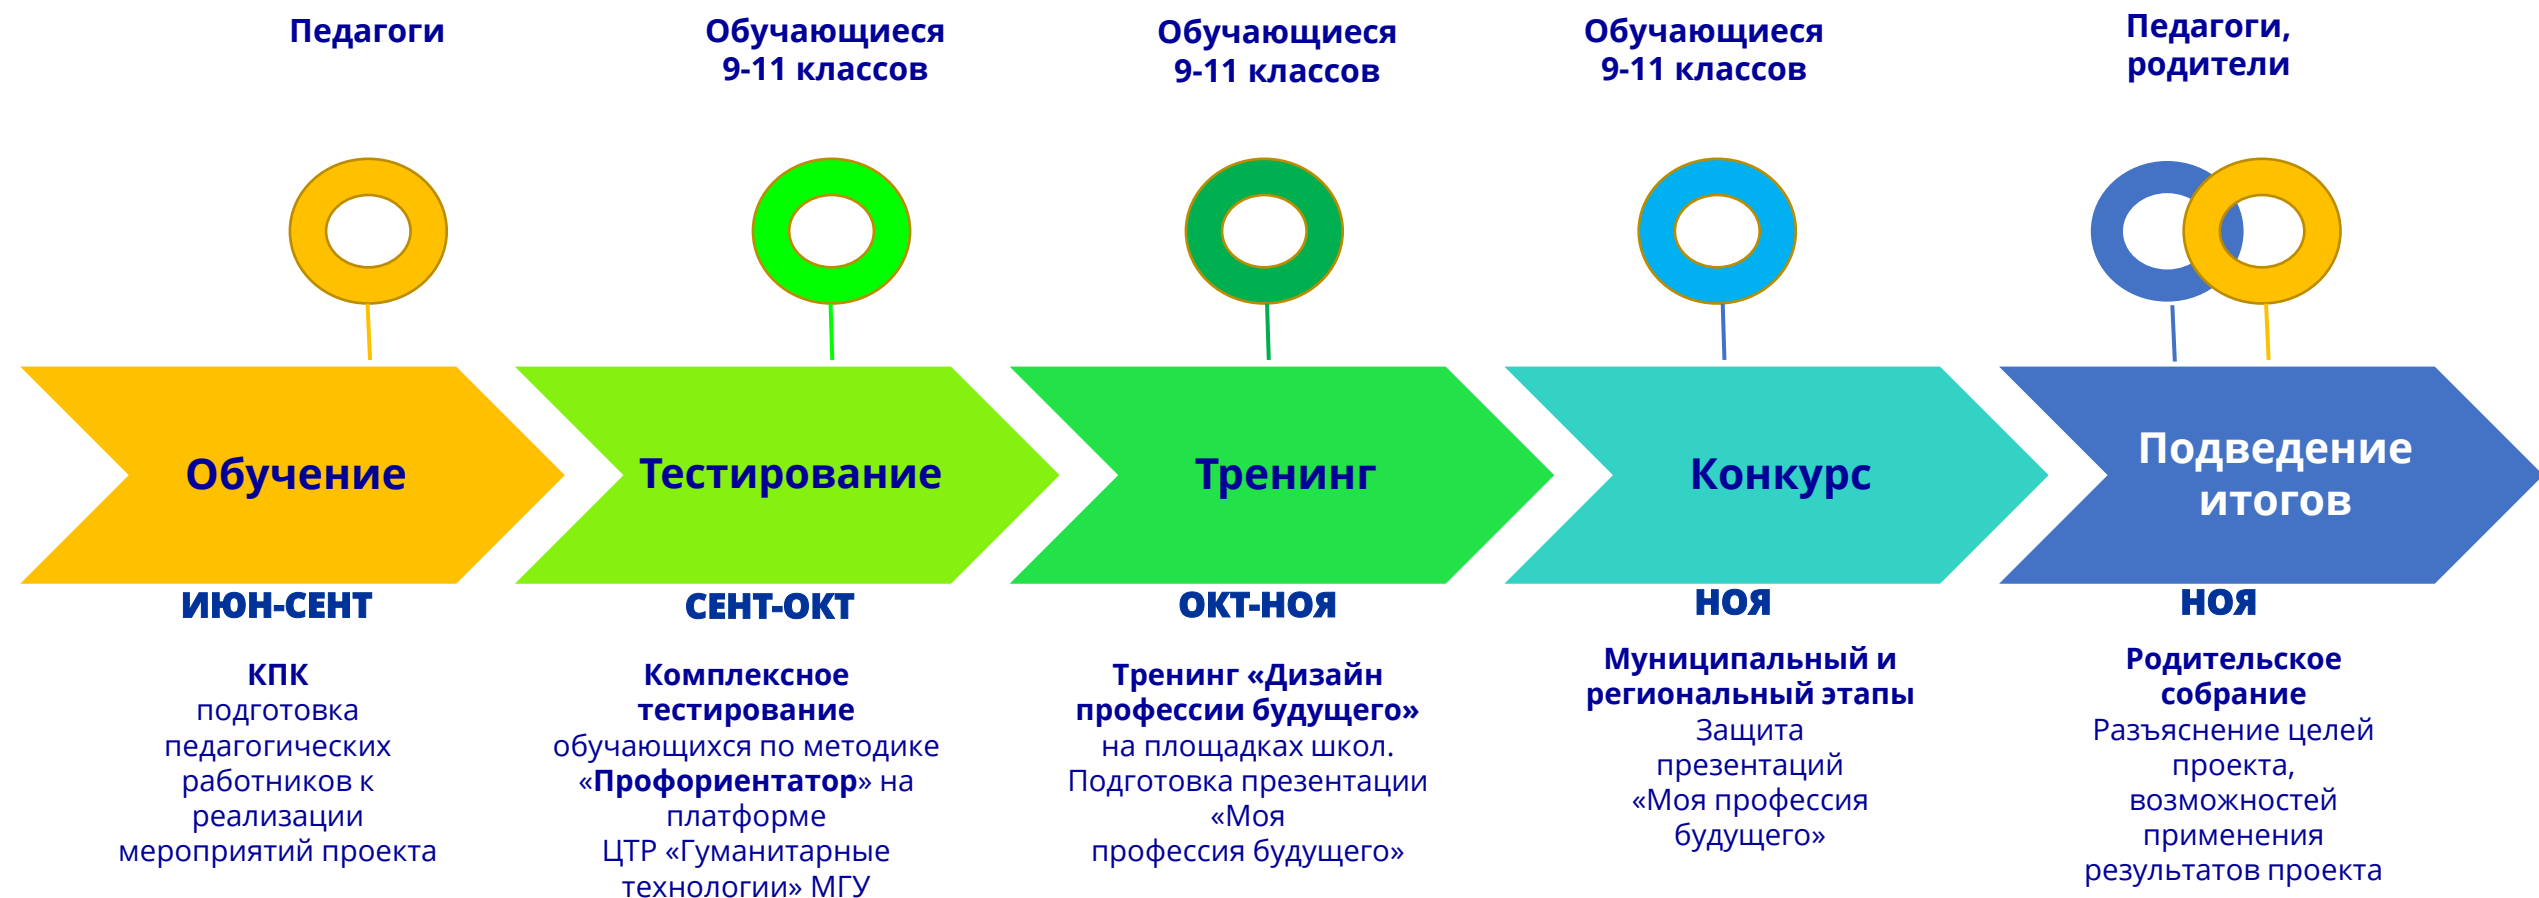 Педагоги
Обучающиеся
9-11 классов
Обучающиеся
9-11 классов
Обучающиеся
9-11 классов
Педагоги,
родители
Обучение
Тестирование
Тренинг
Конкурс
Подведение
итогов
ИЮН-СЕНТ
СЕНТ-ОКТ
ОКТ-НОЯ
НОЯ
НОЯ
КПК
подготовка
педагогических
работников к
реализации
мероприятий проекта
Комплексное
тестирование
обучающихся по методике
«Профориентатор» на
платформе
ЦТР «Гуманитарные
технологии» МГУ
Тренинг «Дизайн
профессии будущего»
на площадках школ.
Подготовка презентации
«Моя
профессия будущего»
Муниципальный и
региональный этапы
Защита
презентаций
«Моя профессия
будущего»
Родительское
собрание
Разъяснение целей
проекта,
возможностей
применения
результатов проекта